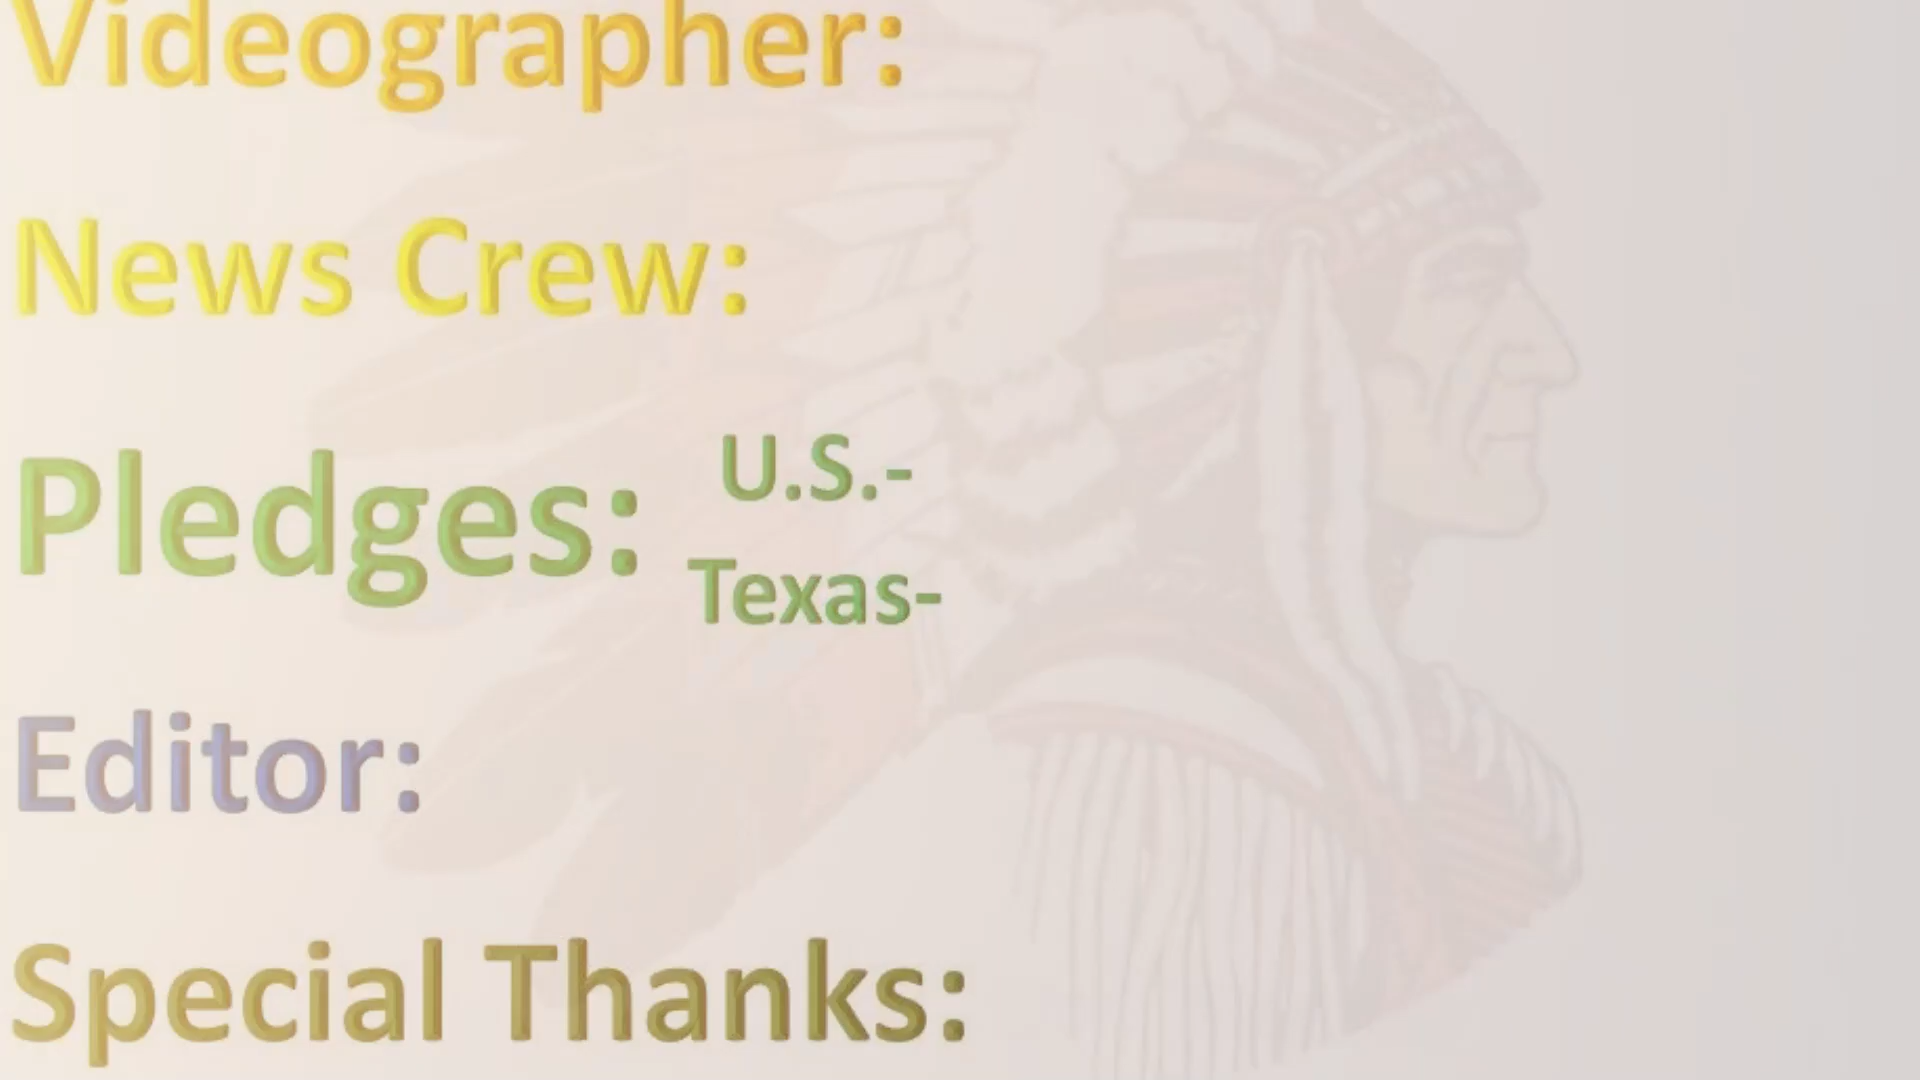 Videographer:
News Crew:
Pledges: U.S.-
Texas-
Editor:
Special Thanks: